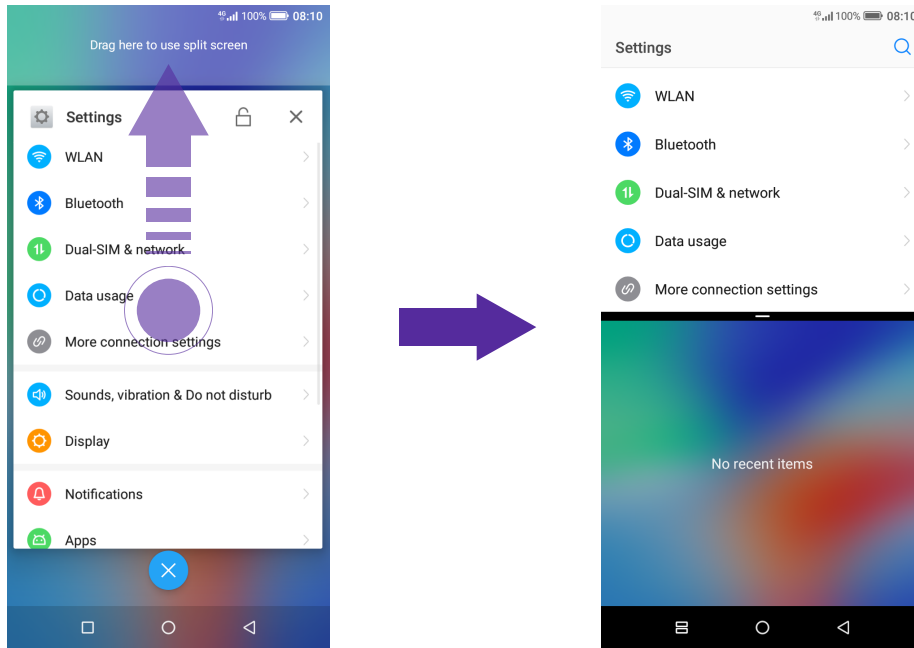 4G 100% 08:10
Drag here to use split screen
Settings
WLAN
Bluetooth
Dual-SIM & network
Data usage
More connection settings
Sounds, vibration & Do not disturb
Display
Notifications
Apps
4G 100% 08:10
Settings
WLAN
Bluetooth
Dual-SIM & network
Data usage
More connection settings
No recent items